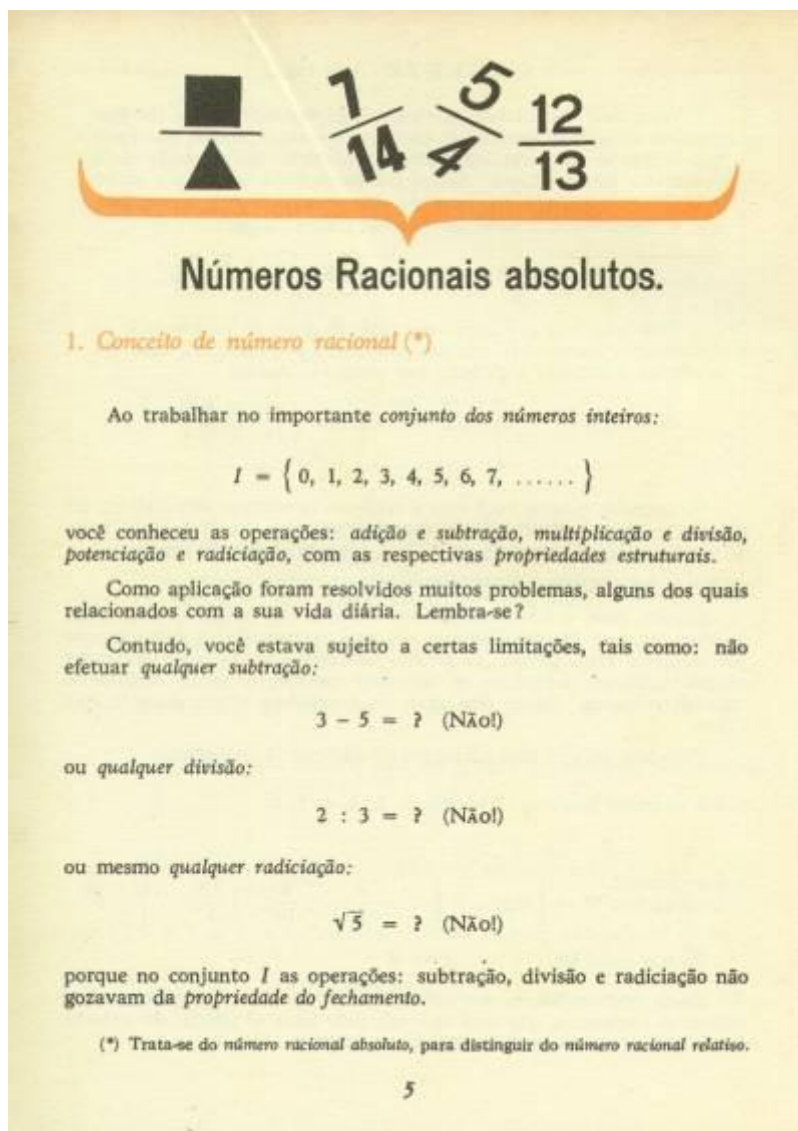 ■/▲ 7/14 5/4 12/13
Números Racionais absolutos.
1. Conceito de número racional (*)
Ao trabalhar no importante conjunto dos números inteiros:
I = { 0, 1, 2, 3, 4, 5, 6, 7, ...... }
você conheceu as operações: adição e subtração, multiplicação e divisão,
potenciação e radiciação, com as respectivas propriedades estruturais.
Como aplicação foram resolvidos muitos problemas, alguns dos quais
relacionados com a sua vida diária. Lembra-se?
Contudo, você estava sujeito a certas limitações, tais como: não
efetuar qualquer subtração:
3 - 5 = ? (Não!)
ou qualquer divisão:
2 : 3 = ? (Não!)
ou mesmo qualquer radiciação:
√5 = ? (Não!)
porque no conjunto I as operações: subtração, divisão e radiciação não
gozavam da propriedade do fechamento.
(*) Trata-se do número racional absoluto, para distinguir do número racional relativo.
5